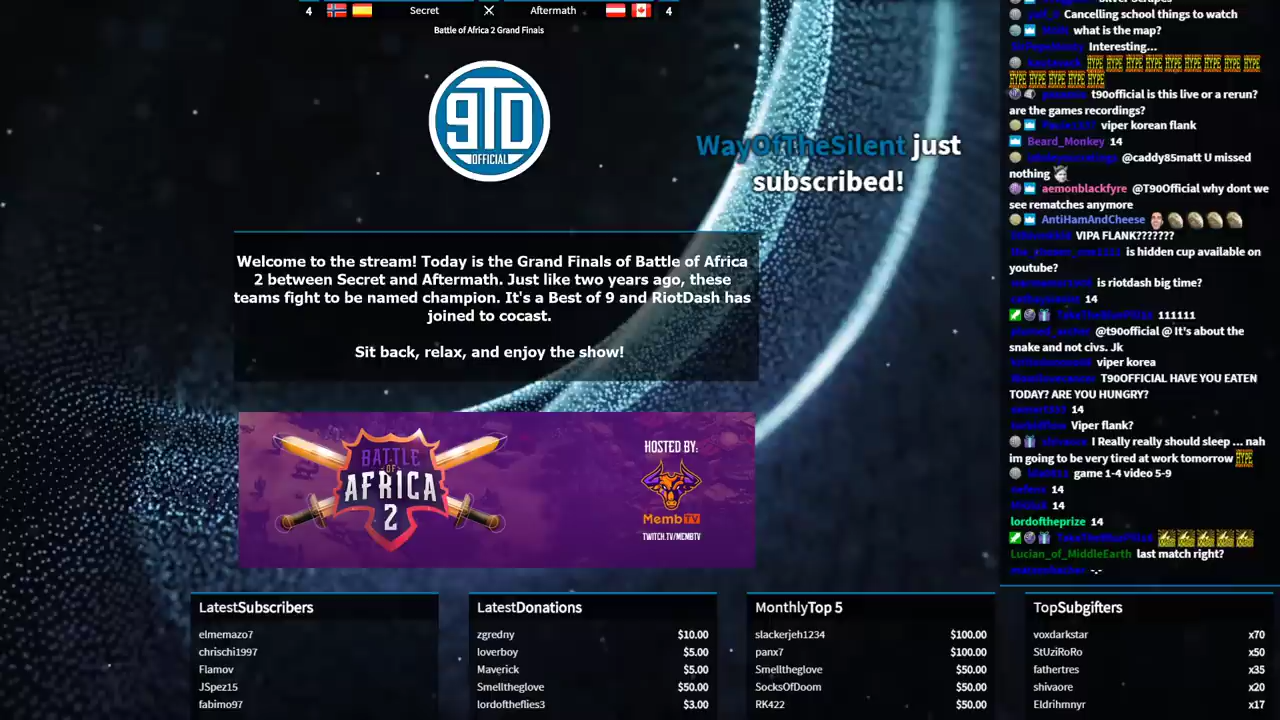 4 Secret Aftermath 4
Battle of Africa 2 Grand Finals
9TD
OFFICIAL
WayOfTheSilent just
subscribed!
Welcome to the stream! Today is the Grand Finals of Battle of Africa
2 between Secret and Aftermath. Just like two years ago, these
teams fight to be named champion. It's a Best of 9 and RiotDash has
joined to cocast.
Sit back, relax, and enjoy the show!
BATTLE
OF
AFRICA
2
HOSTED BY:
MembTV
TWITCH.TV/MEMBTV
Cancelling school things to watch
what is the map?
Interesting...
HYPE HYPE HYPE HYPE HYPE HYPE HYPE HYPE HYPE
HYPE HYPE HYPE HYPE HYPE
t90official is this live or a rerun?
are the games recordings?
viper korean flank
Beard_Monkey 14
@caddy85matt U missed
nothing
aemonblackfyre @T90Official why dont we
see rematches anymore
AntiHamAndCheese
VIPA FLANK???????
is hidden cup available on
youtube?
is riotdash big time?
14
111111
@t90official @ It's about the
snake and not civs. Jk
viper korea
T90OFFICIAL HAVE YOU EATEN
TODAY? ARE YOU HUNGRY?
14
Viper flank?
I Really really should sleep ... nah
im going to be very tired at work tomorrow HYPE
game 1-4 video 5-9
14
14
lordoftheprize 14
Lucian_of_MiddleEarth last match right?
-.-
LatestSubscribers
elmemazo7
chrischi1997
Flamov
JSpez15
fabimo97
LatestDonations
zgredny $10.00
loverboy $5.00
Maverick $5.00
Smelltheglove $50.00
lordoftheflies3 $3.00
MonthlyTop 5
slackerjeh1234 $100.00
panx7 $100.00
Smelltheglove $50.00
SocksOfDoom $50.00
RK422 $50.00
TopSubgifters
voxdarkstar x70
StUziRoRo x50
fathertres x35
shivaore x20
Eldrihmnyr x17